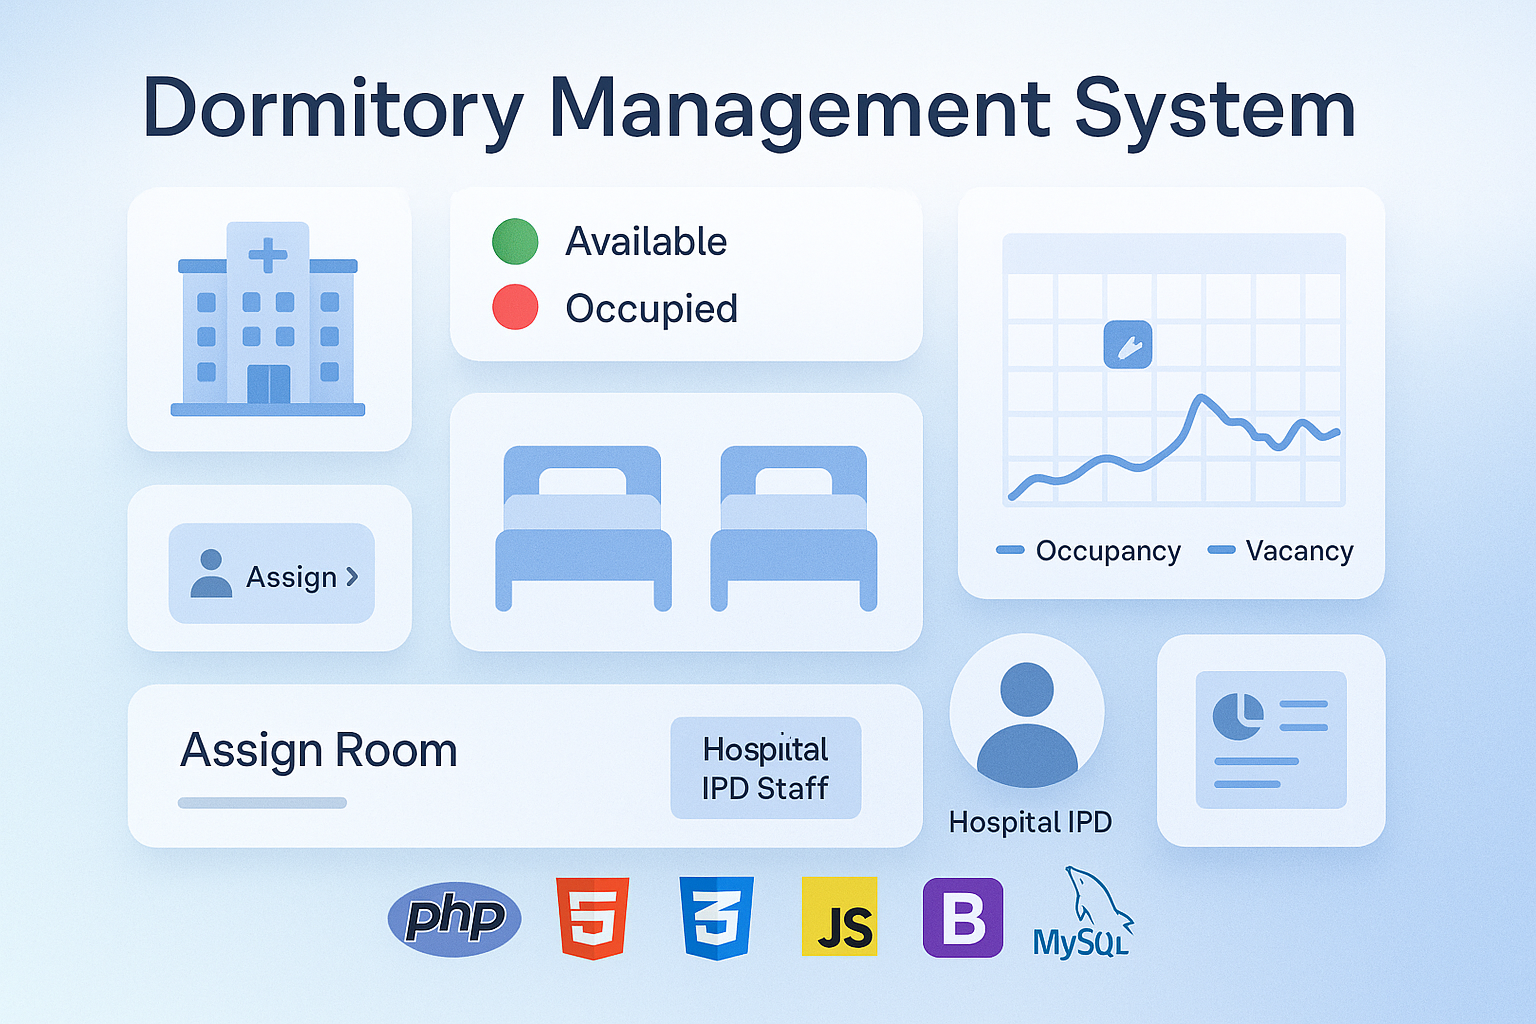 Dormitory Management System
Available
Occupied
Occupancy
Vacancy
Assign >
Assign Room
Hospiital
IPD Staff
Hospital IPD
php
5
3
JS
B
MySQL